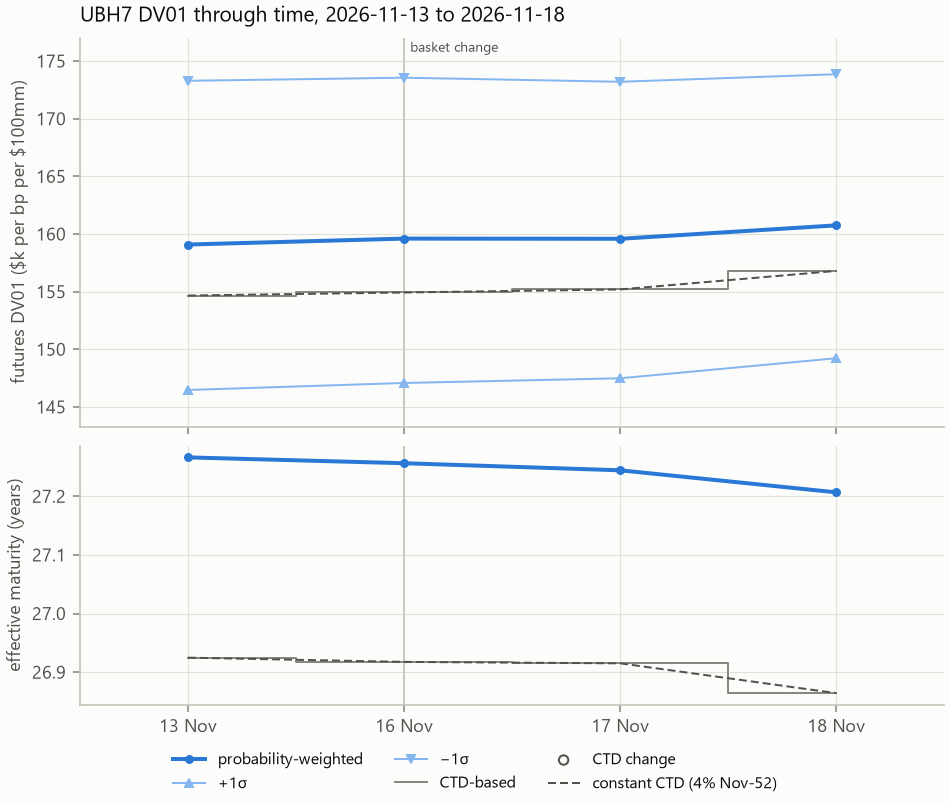 UBH7 DV01 through time, 2026-11-13 to 2026-11-18
basket change
futures DV01 ($k per bp per $100mm)
175
170
165
160
155
150
145
effective maturity (years)
27.2
27.1
27.0
26.9
13 Nov
16 Nov
17 Nov
18 Nov
probability-weighted
−1σ
CTD change
+1σ
CTD-based
constant CTD (4% Nov-52)